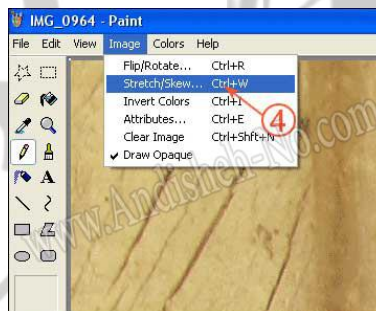 IMG_0964 - Paint
File Edit View Image Colors Help
Flip/Rotate... Ctrl+R
Stretch/Skew... Ctrl+W
Invert Colors Ctrl+I
Attributes... Ctrl+E
Clear Image Ctrl+Shft+N
✓ Draw Opaque
4
A
www.Andisheh-No.com